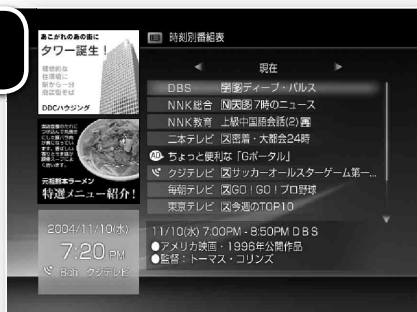 あこがれのあの街に
タワー誕生！
駅から一分
DDCハウジング
元祖熊本ラーメン
特選メニュー紹介！
2004/11/10(水)
7:20 PM
8ch クジテレビ
時刻別番組表
現在
DBS ディープ・パルス
NNK総合 N天 7時のニュース
NNK教育 上級中国語会話(2)再
二本テレビ 密着・大都会24時
AD ちょっと便利な「Gポータル」
クジテレビ サッカーオールスターゲーム第一...
毎朝テレビ GO！GO！プロ野球
東京テレビ 今週のTOP10
11/10(水) 7:00PM - 8:50PM DBS
●アメリカ映画・1996年公開作品
●監督：トーマス・コリンズ